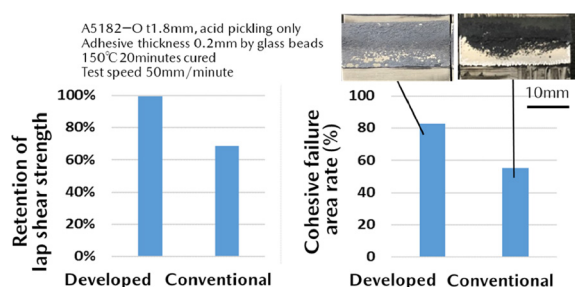 A5182-O t1.8mm, acid pickling only
Adhesive thickness 0.2mm by glass beads
150℃ 20minutes cured
Test speed 50mm/minute
10mm
Retention of
lap shear strength
100%
80%
60%
40%
20%
0%
Developed Conventional
Cohesive failure
area rate (%)
100
80
60
40
20
0
Developed Conventional